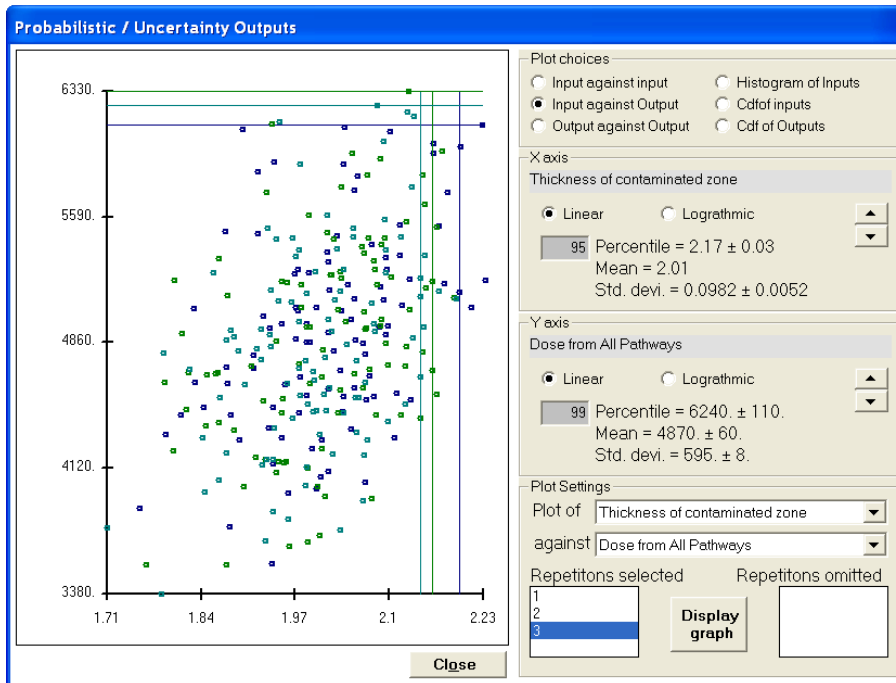 Probabilistic / Uncertainty Outputs
6330.
5590.
4860.
4120.
3380.
1.71 1.84 1.97 2.1 2.23
Close
Plot choices
Input against input Histogram of Inputs
Input against Output Cdfof inputs
Output against Output Cdf of Outputs
X axis
Thickness of contaminated zone
Linear Lograthmic
95 Percentile = 2.17 ± 0.03
Mean = 2.01
Std. devi. = 0.0982 ± 0.0052
Y axis
Dose from All Pathways
Linear Lograthmic
99 Percentile = 6240. ± 110.
Mean = 4870. ± 60.
Std. devi. = 595. ± 8.
Plot Settings
Plot of Thickness of contaminated zone
against Dose from All Pathways
Repetitons selected Repetitons omitted
1
2
3
Display
graph